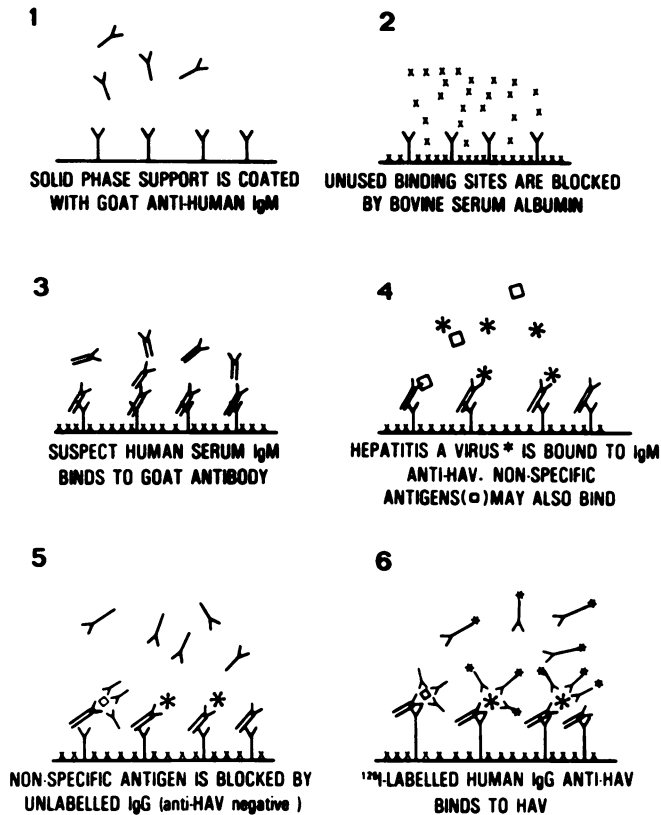 1
SOLID PHASE SUPPORT IS COATED
WITH GOAT ANTI-HUMAN IgM
2
UNUSED BINDING SITES ARE BLOCKED
BY BOVINE SERUM ALBUMIN
3
SUSPECT HUMAN SERUM IgM
BINDS TO GOAT ANTIBODY
4
HEPATITIS A VIRUS * IS BOUND TO IgM
ANTI-HAV. NON-SPECIFIC
ANTIGENS(□)MAY ALSO BIND
5
NON-SPECIFIC ANTIGEN IS BLOCKED BY
UNLABELLED IgG (anti-HAV negative )
6
¹²⁵I-LABELLED HUMAN IgG ANTI-HAV
BINDS TO HAV